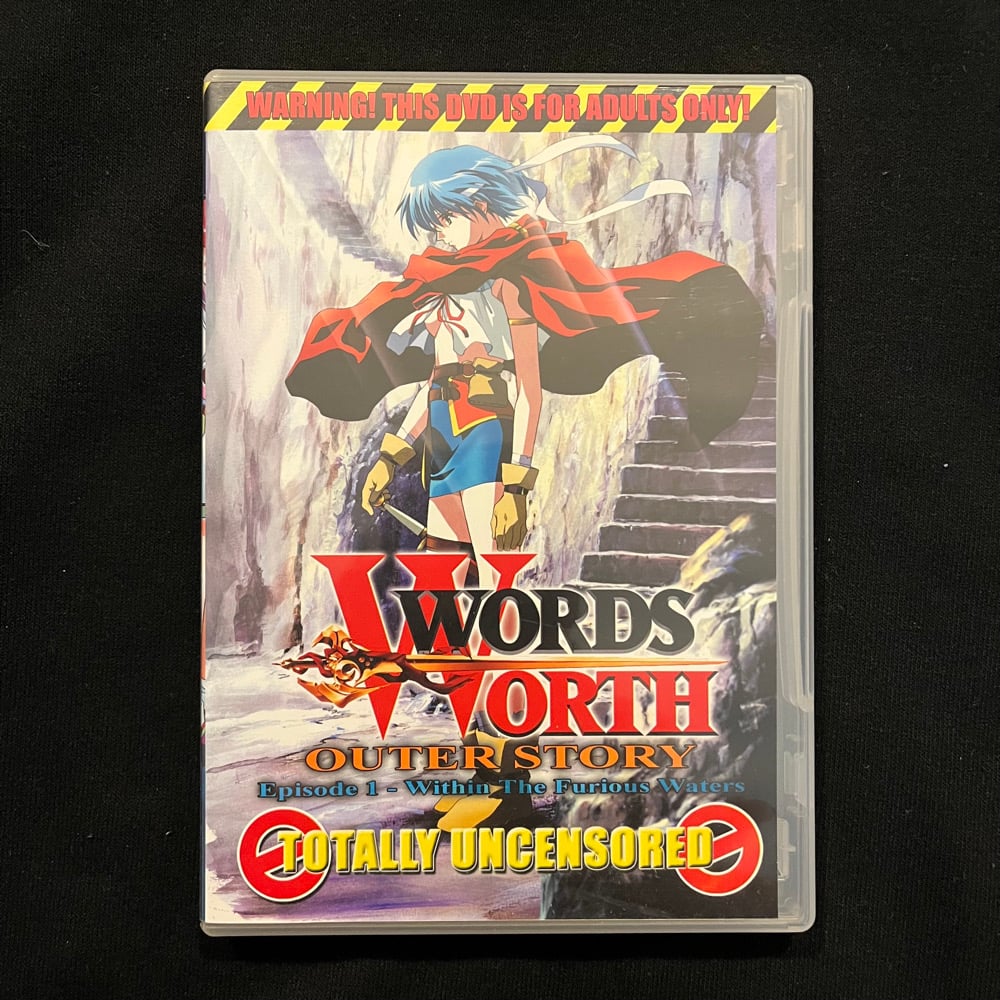 WARNING! THIS DVD IS FOR ADULTS ONLY!
WORDS
WORTH
OUTER STORY
Episode 1 - Within The Furious Waters
TOTALLY UNCENSORED